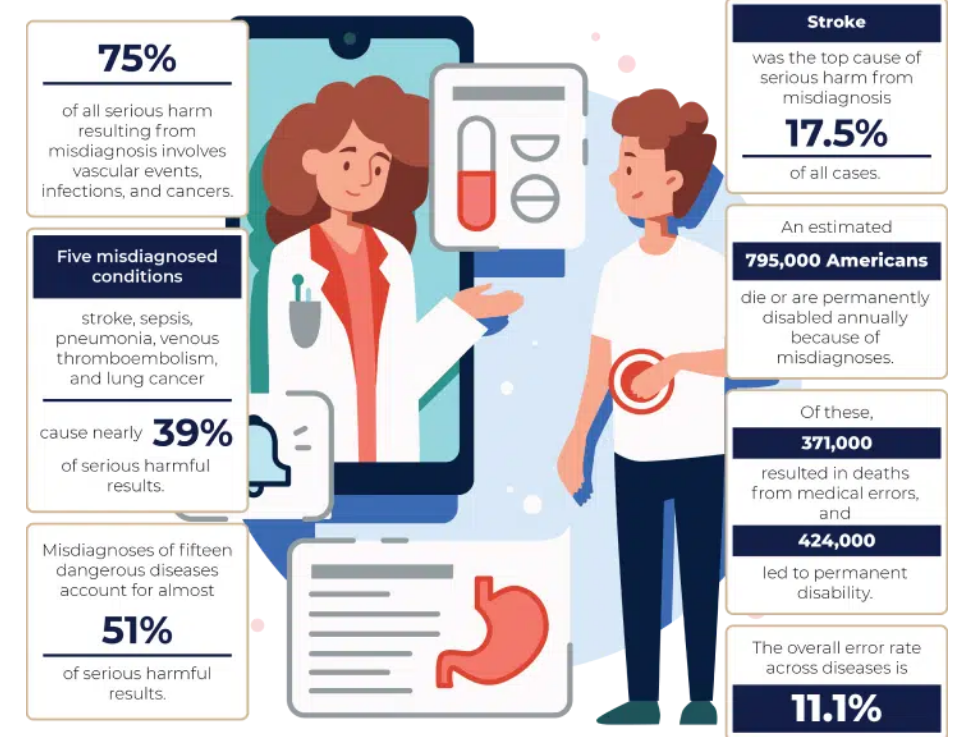 75%
of all serious harm
resulting from
misdiagnosis involves
vascular events,
infections, and cancers.
Five misdiagnosed
conditions
stroke, sepsis,
pneumonia, venous
thromboembolism,
and lung cancer
cause nearly 39%
of serious harmful
results.
Misdiagnoses of fifteen
dangerous diseases
account for almost
51%
of serious harmful
results.
Stroke
was the top cause of
serious harm from
misdiagnosis
17.5%
of all cases.
An estimated
795,000 Americans
die or are permanently
disabled annually
because of
misdiagnoses.
Of these,
371,000
resulted in deaths
from medical errors,
and
424,000
led to permanent
disability.
The overall error rate
across diseases is
11.1%